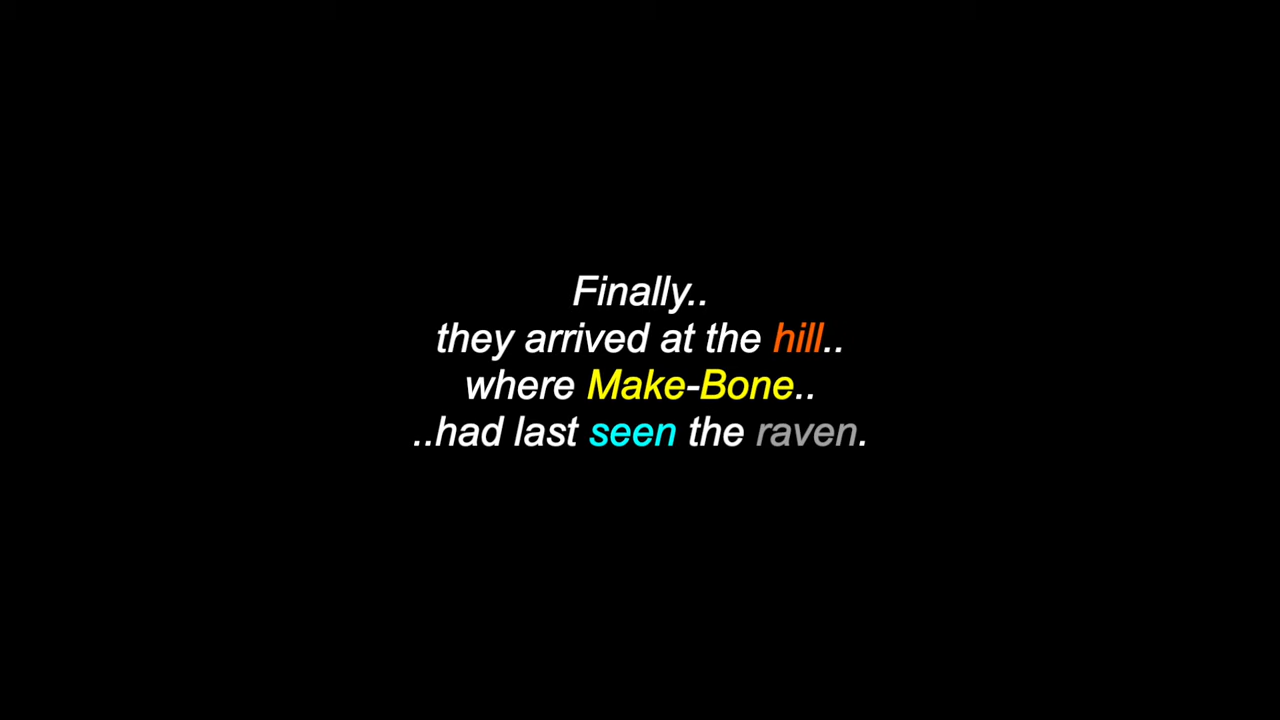 Finally..
they arrived at the hill..
where Make-Bone..
..had last seen the raven.